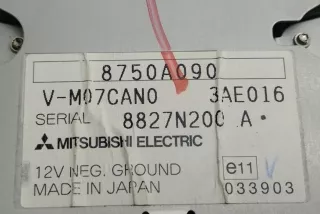 8750A090
V-M07CAN0 3AE016
SERIAL 8827N200 A
MITSUBISHI ELECTRIC
12V NEG. GROUND e11 V
MADE IN JAPAN 033903